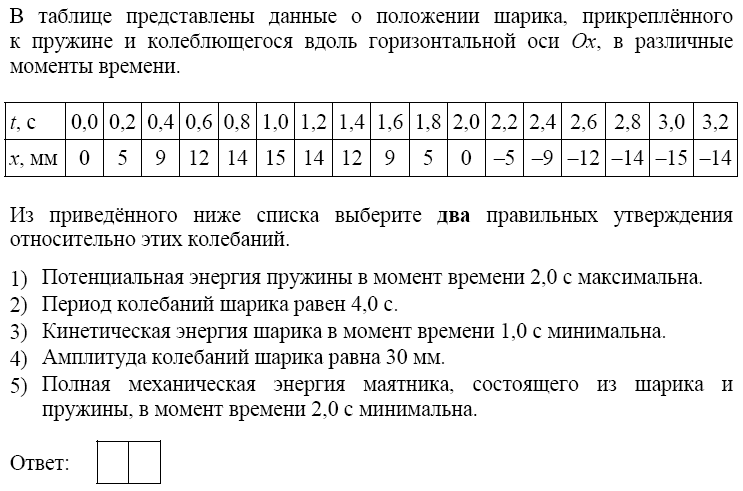 В таблице представлены данные о положении шарика, прикреплённого
к пружине и колеблющегося вдоль горизонтальной оси Ox, в различные
моменты времени.
t, с 0,0 0,2 0,4 0,6 0,8 1,0 1,2 1,4 1,6 1,8 2,0 2,2 2,4 2,6 2,8 3,0 3,2
x, мм 0 5 9 12 14 15 14 12 9 5 0 –5 –9 –12 –14 –15 –14
Из приведённого ниже списка выберите два правильных утверждения
относительно этих колебаний.
1) Потенциальная энергия пружины в момент времени 2,0 с максимальна.
2) Период колебаний шарика равен 4,0 с.
3) Кинетическая энергия шарика в момент времени 1,0 с минимальна.
4) Амплитуда колебаний шарика равна 30 мм.
5) Полная механическая энергия маятника, состоящего из шарика и
пружины, в момент времени 2,0 с минимальна.
Ответ: